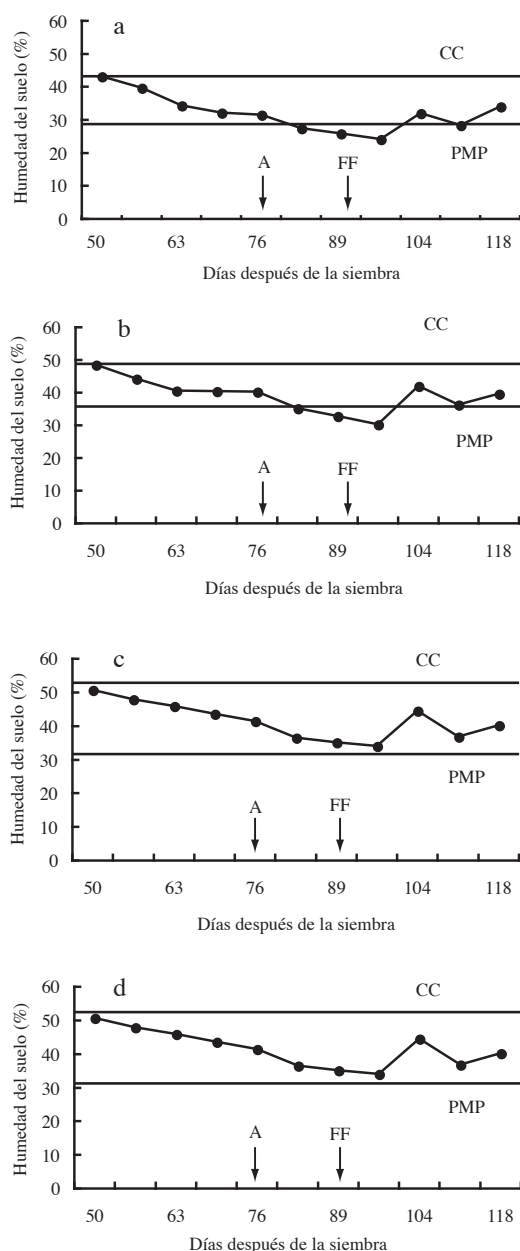 a
CC
60
50
40
30
20
10
0
Humedad del suelo (%)
PMP
A
FF
50 63 76 89 104 118
Días después de la siembra
b
CC
60
50
40
30
20
10
0
Humedad del suelo (%)
PMP
A
FF
50 63 76 89 104 118
Días después de la siembra
c
CC
60
50
40
30
20
10
0
Humedad del suelo (%)
PMP
A
FF
50 63 76 89 104 118
Días después de la siembra
d
CC
60
50
40
30
20
10
0
Humedad del suelo (%)
PMP
A
FF
50 63 76 89 104 118
Días después de la siembra